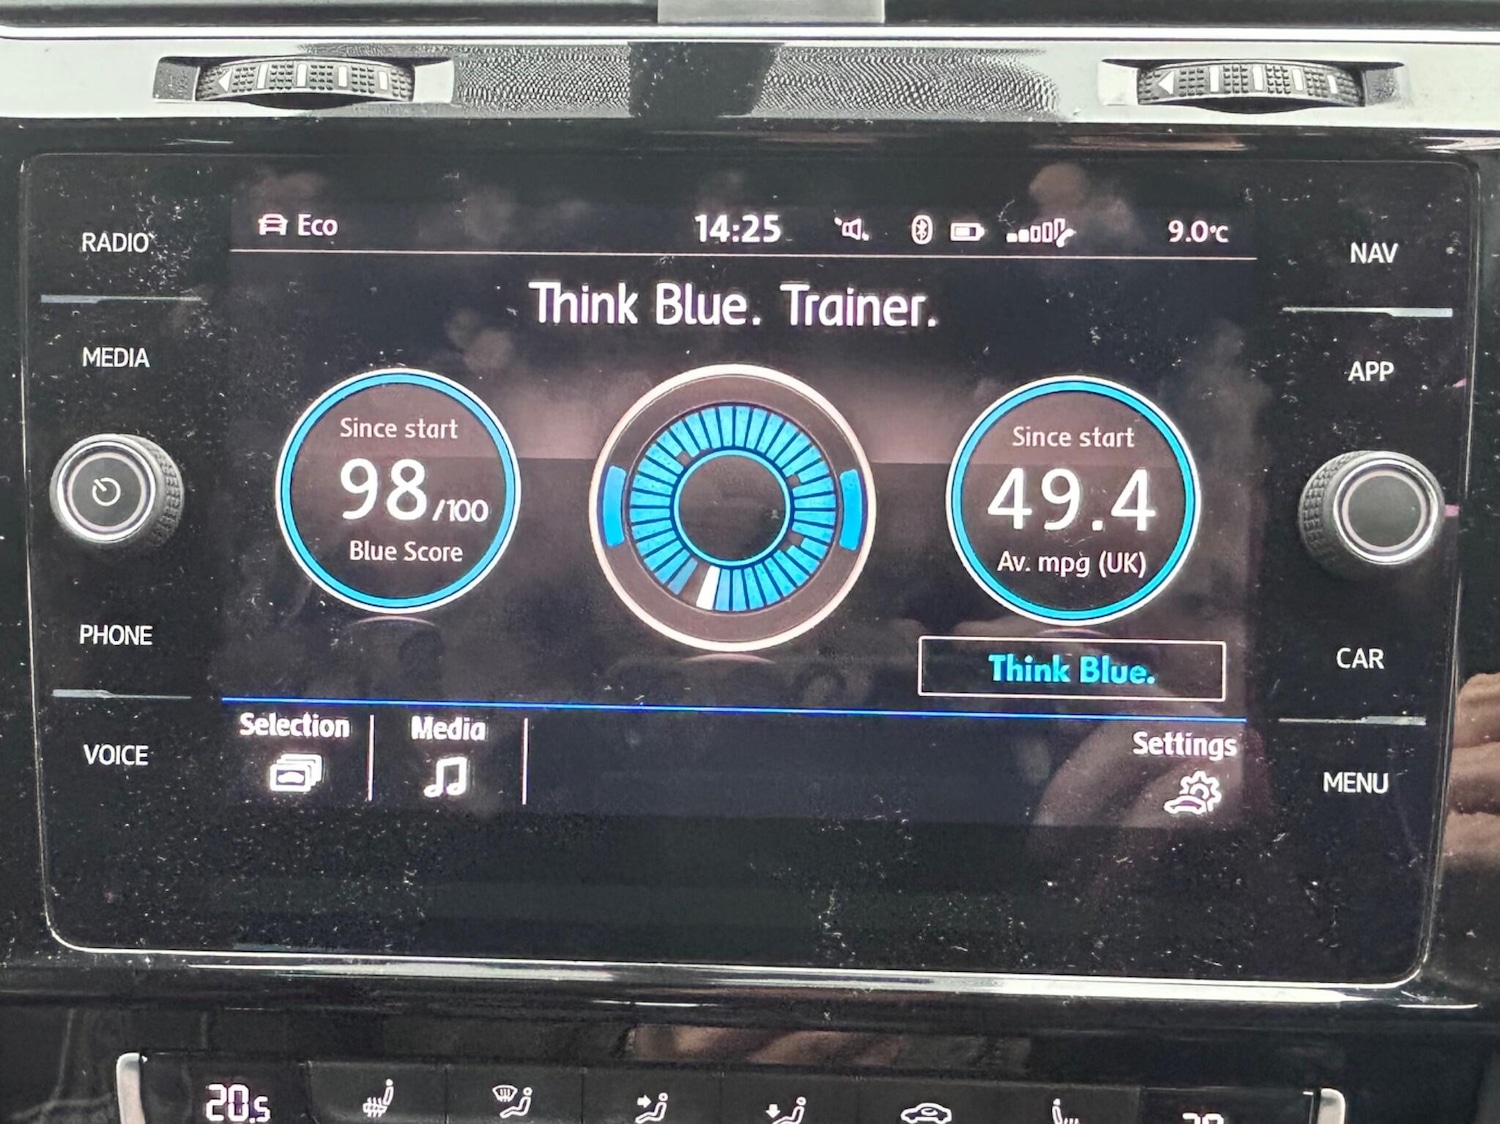 Eco 14:25 9.0°C
Think Blue. Trainer.
Since start
98/100
Blue Score
Since start
49.4
Av. mpg (UK)
Think Blue.
Selection
Media
Settings
RADIO
MEDIA
PHONE
VOICE
NAV
APP
CAR
MENU
20.5